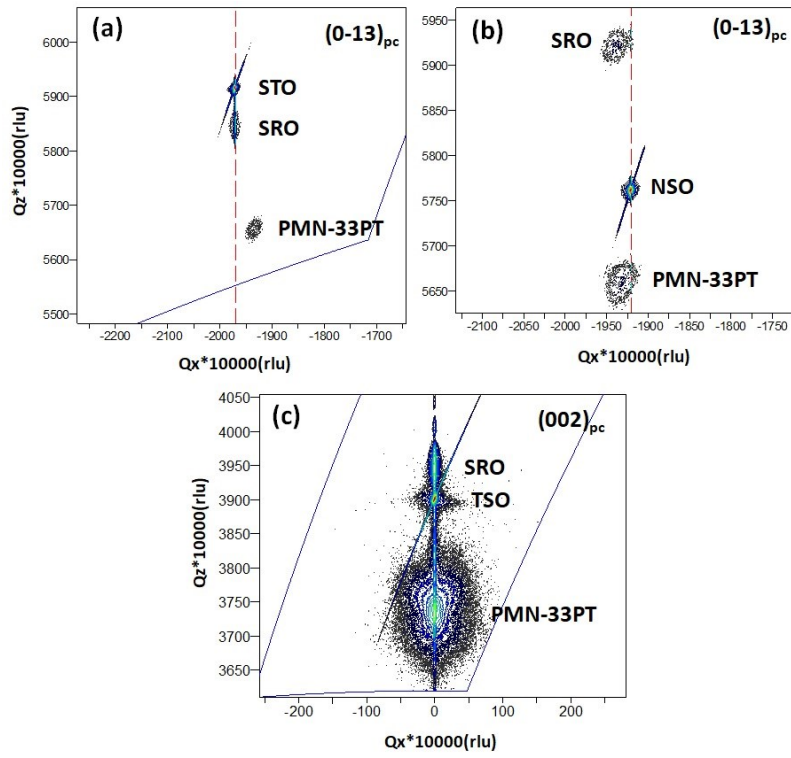 (a)
(0-13)pc
6000
5900
5800
5700
5600
5500
STO
SRO
PMN-33PT
-2100
-2000
-1900
-1800
-1700
Qz*10000(rlu)
Qx*10000(rlu)
(b)
(0-13)pc
5950
5900
5850
5800
5750
5700
5650
SRO
NSO
PMN-33PT
-2100
-2050
-2000
-1950
-1900
-1850
-1800
-1750
Qz*10000(rlu)
Qx*10000(rlu)
(c)
(002)pc
4050
4000
3950
3900
3850
3800
3750
3700
3650
SRO
TSO
PMN-33PT
-200
-100
0
100
200
Qz*10000(rlu)
Qx*10000(rlu)